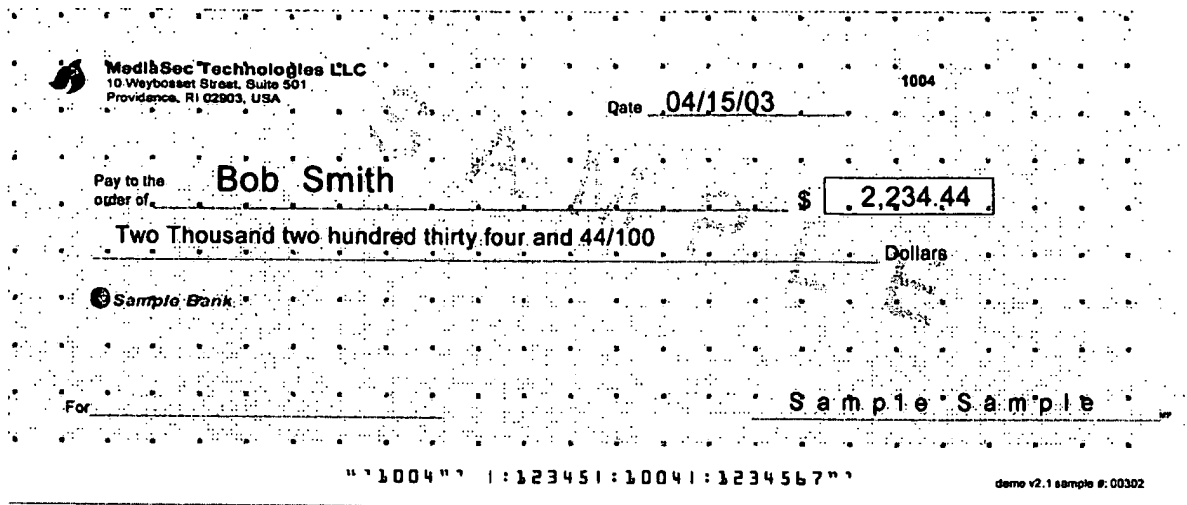 MediaSec Technologies LLC
10 Weybosset Street, Suite 501
Providence, RI 02903, USA
1004
Date 04/15/03
Pay to the
order of Bob Smith $ 2,234.44
Two Thousand two hundred thirty four and 44/100 Dollars
SAMPLE
Sample Bank
For
Sample Sample
MP
"'1004"' |:123451:10041:1234567"'
demo v2.1 sample #: 00302